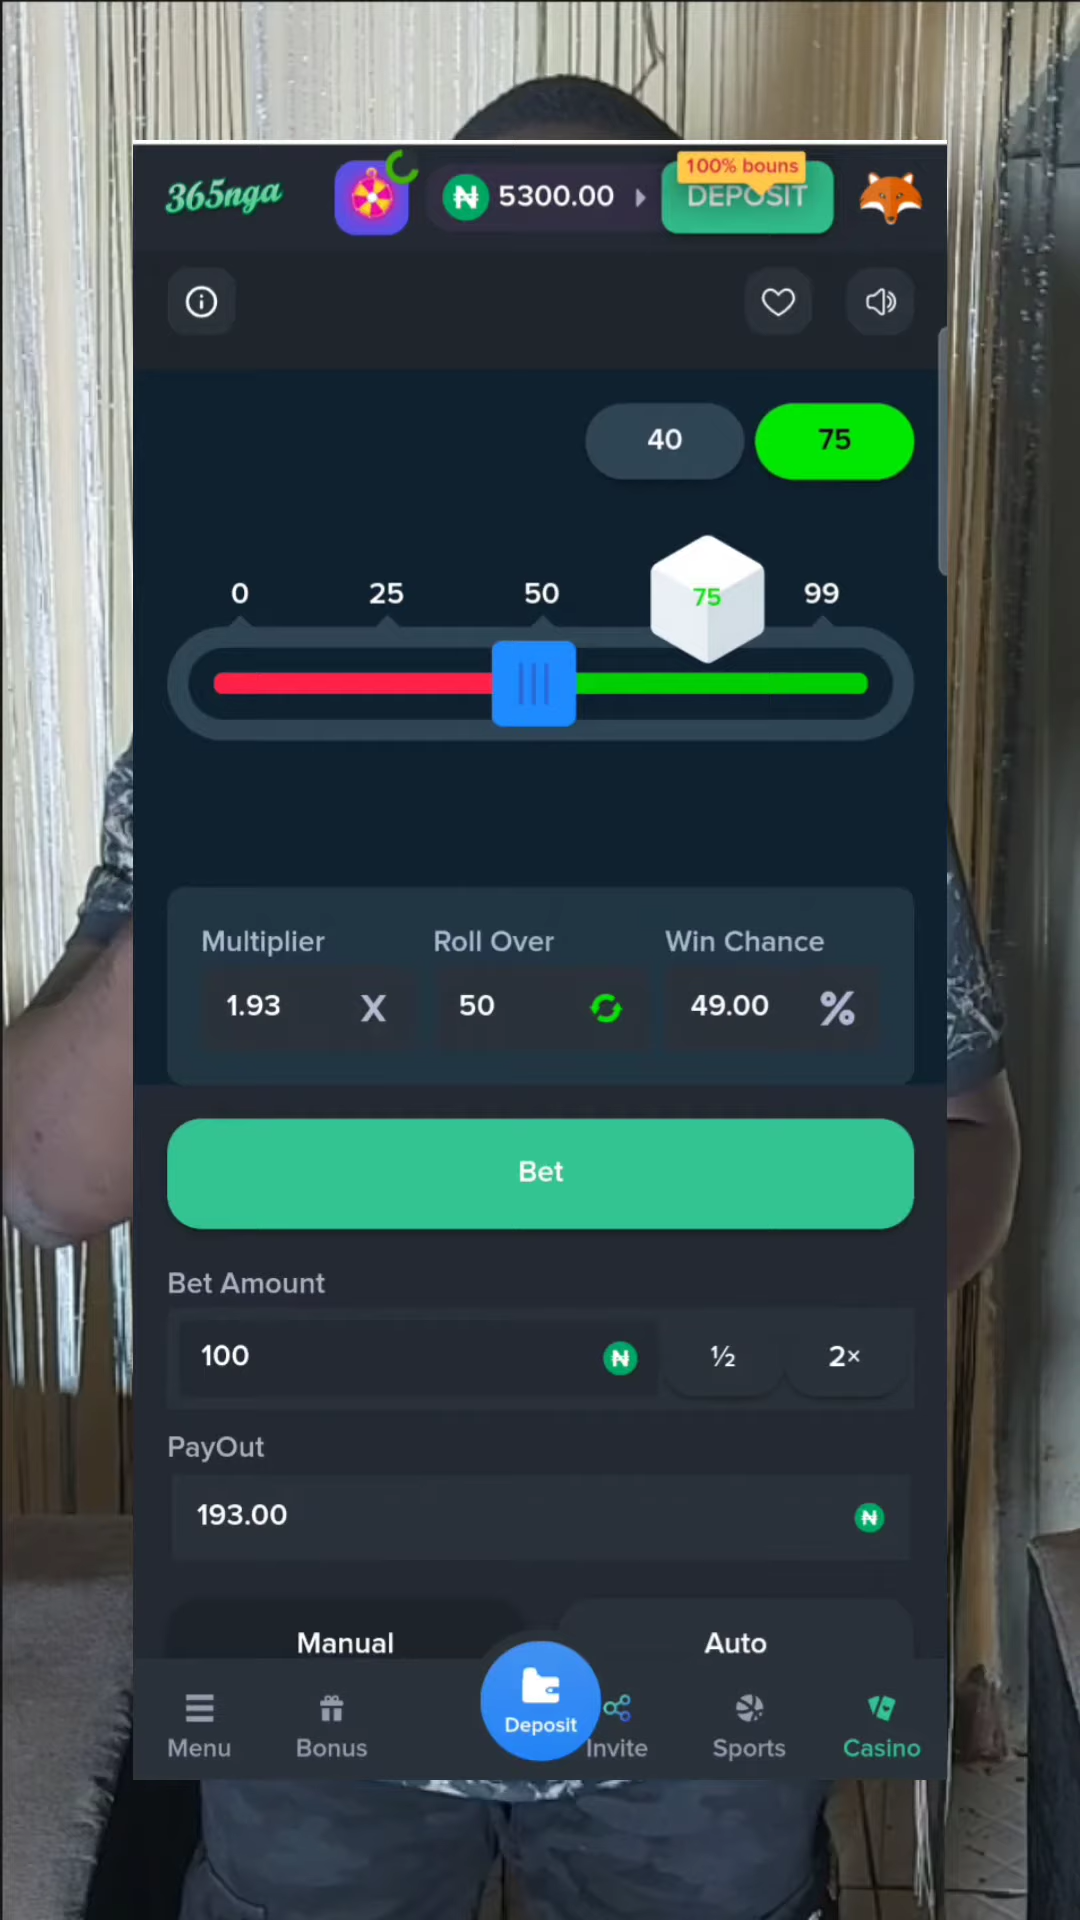 365nga
₦ 5300.00
100% bouns
DEPOSIT
40
75
0 25 50 75 99
Multiplier Roll Over Win Chance
1.93 X 50 49.00 %
Bet
Bet Amount
100 ₦ ½ 2×
PayOut
193.00 ₦
Manual Auto
Deposit
Menu Bonus Invite Sports Casino